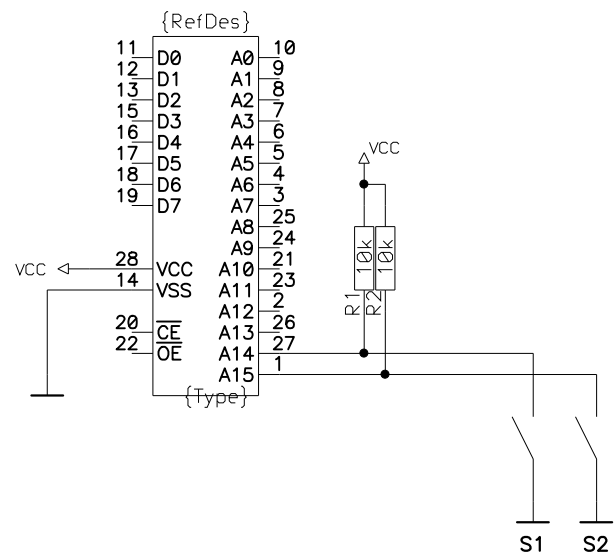 {RefDes}
11 D0 A0 10
12 D1 A1 9
13 D2 A2 8
15 D3 A3 7
16 D4 A4 6
17 D5 A5 5
18 D6 A6 4
19 D7 A7 3
A8 25
A9 24
VCC 28 VCC A10 21
14 VSS A11 23
A12 2
20 CE A13 26
22 OE A14 27
A15 1
{Type}
VCC
10k 10k
R1 R2
S1 S2